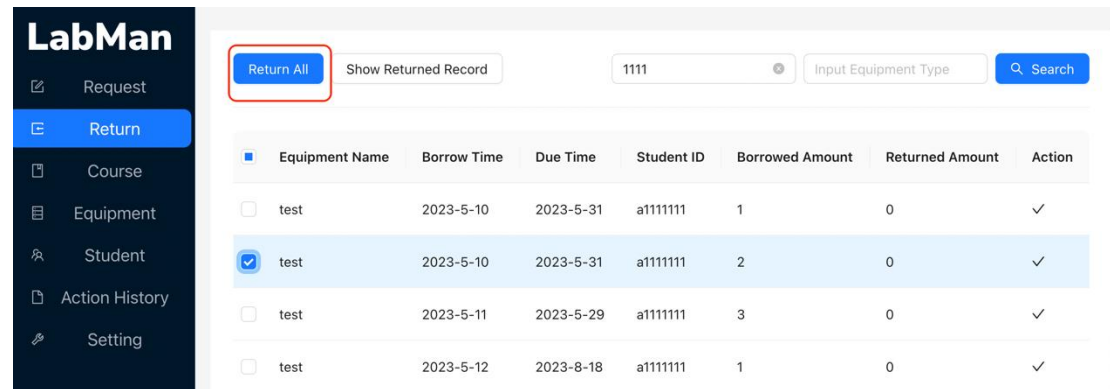 LabMan
Request
Return
Course
Equipment
Student
Action History
Setting
Return All Show Returned Record 1111 Input Equipment Type Search
Equipment Name Borrow Time Due Time Student ID Borrowed Amount Returned Amount Action
test 2023-5-10 2023-5-31 a1111111 1 0
test 2023-5-10 2023-5-31 a1111111 2 0
test 2023-5-11 2023-5-29 a1111111 3 0
test 2023-5-12 2023-8-18 a1111111 1 0